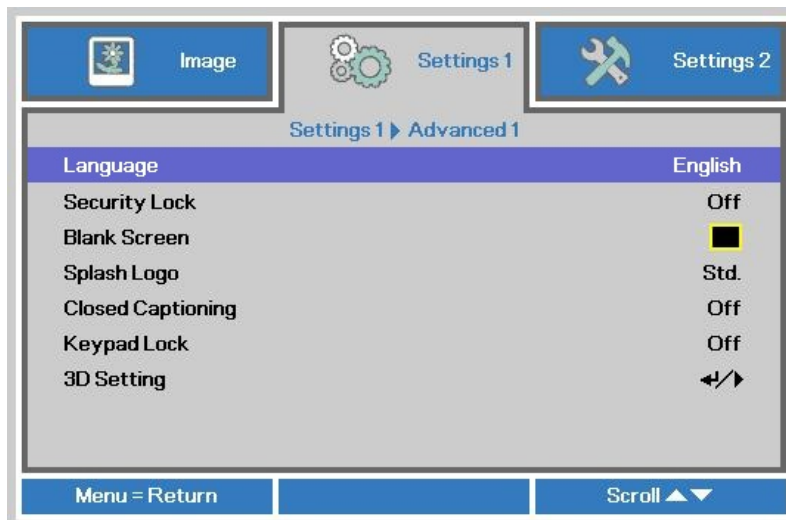 Image
Settings 1
Settings 2
Settings 1 ▶ Advanced 1
Language English
Security Lock Off
Blank Screen
Splash Logo Std.
Closed Captioning Off
Keypad Lock Off
3D Setting ↵/▶
Menu = Return
Scroll ▲▼